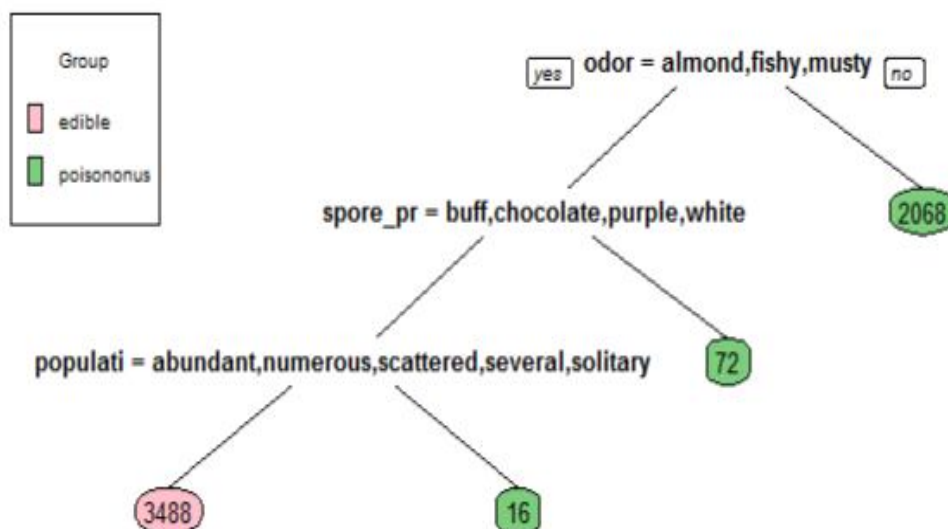 Group
edible
poisononus
yes odor = almond,fishy,musty no
spore_pr = buff,chocolate,purple,white
2068
populati = abundant,numerous,scattered,several,solitary
72
3488
16